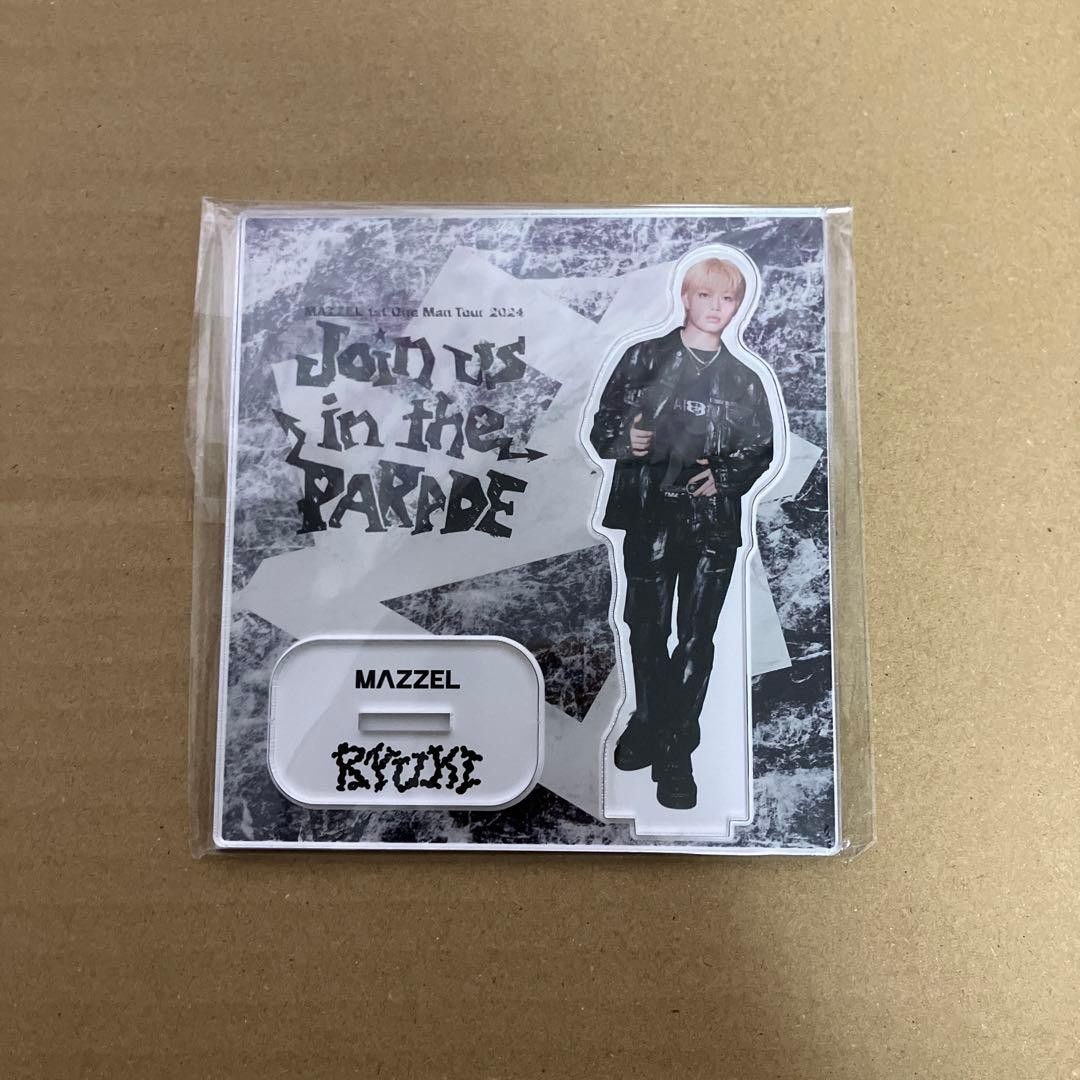 MAZZEL 1st One Man Tour 2024
Join us
in the
PARADE
MAZZEL
RYUKI